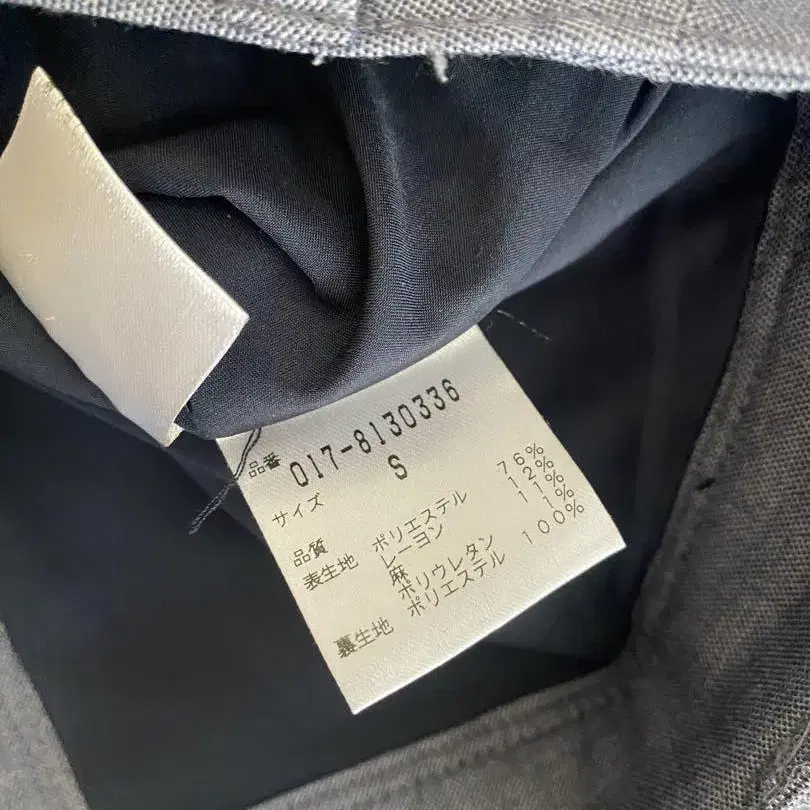 品番 017-8130336
サイズ S
品質
表生地 ポリエステル 76%
レーヨン 12%
麻 11%
ポリウレタン 1%
裏生地 ポリエステル 100%